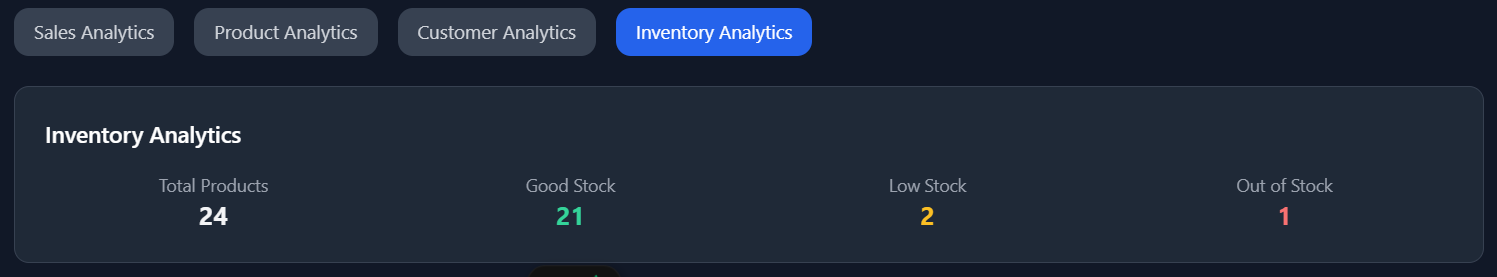 Sales Analytics Product Analytics Customer Analytics Inventory Analytics
Inventory Analytics
Total Products Good Stock Low Stock Out of Stock
24 21 2 1